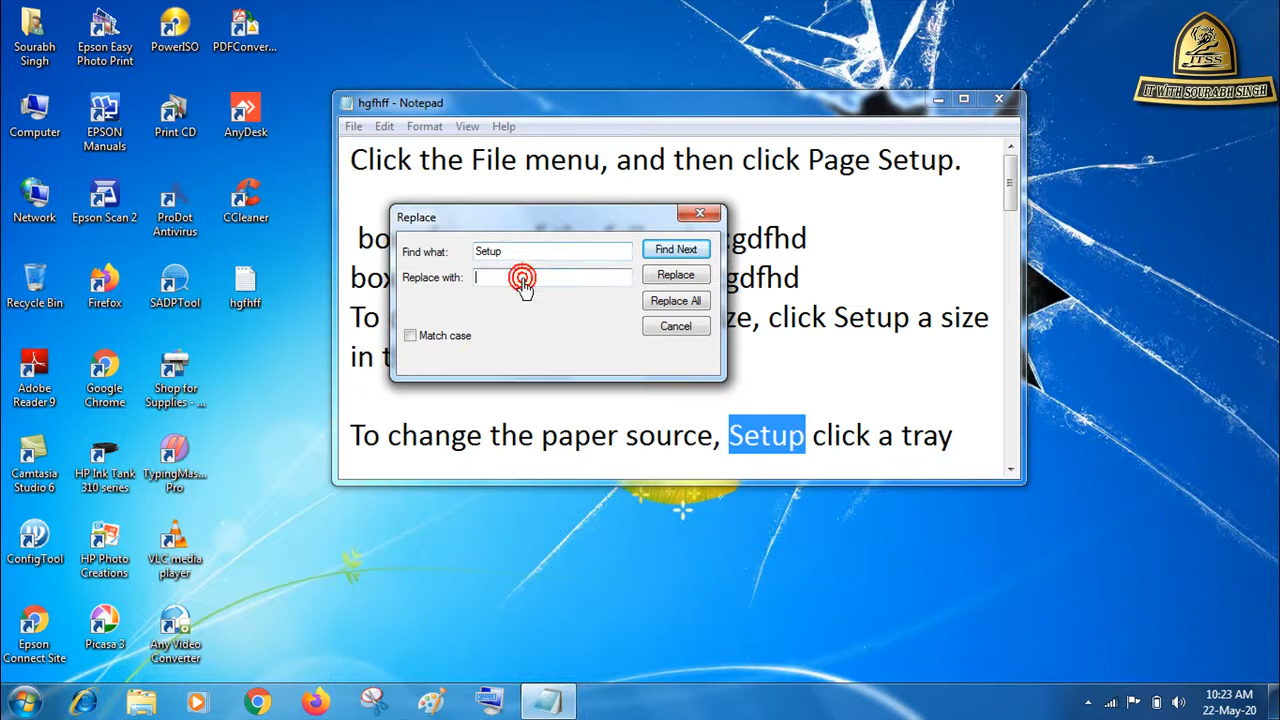 Sourabh
Singh
Epson Easy
Photo Print
PowerISO
PDFConver...
ITSS
IT WITH SOURABH SINGH
Computer
EPSON
Manuals
Print CD
AnyDesk
Network
Epson Scan 2
ProDot
Antivirus
CCleaner
Recycle Bin
Firefox
SADPTool
hgfhff
Adobe
Reader 9
Google
Chrome
Shop for
Supplies - ...
Camtasia
Studio 6
HP Ink Tank
310 series
TypingMas...
Pro
ConfigTool
HP Photo
Creations
VLC media
player
Epson
Connect Site
Picasa 3
Any Video
Converter
hgfhff - Notepad
File Edit Format View Help
Click the File menu, and then click Page Setup.
bo
:gdfhd
box
gdfhd
To
ze, click Setup a size
in t
To change the paper source, Setup click a tray
Replace
Find what: Setup
Find Next
Replace with:
Replace
Replace All
Cancel
Match case
10:23 AM
22-May-20